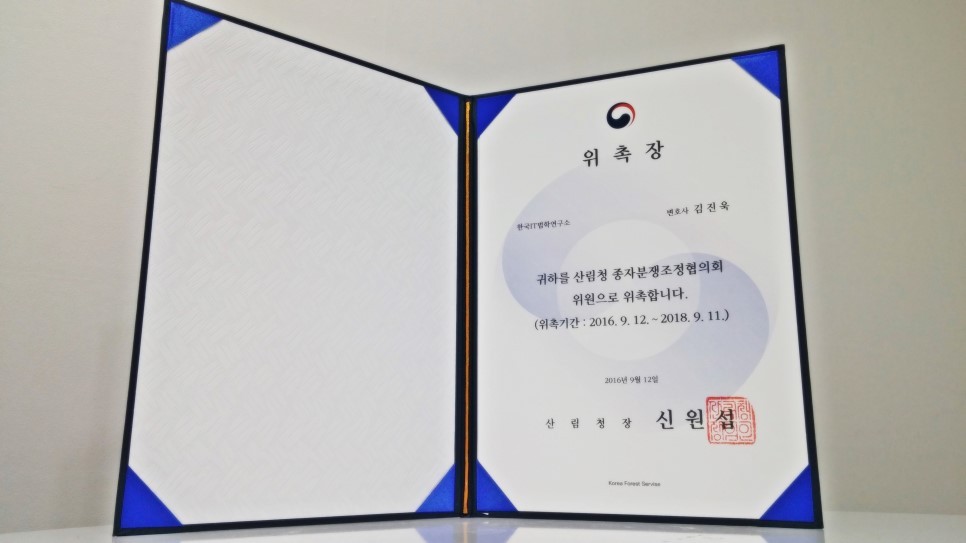 위 촉 장
한국IT법학연구소
변호사 김 진 욱
귀하를 산림청 종자분쟁조정협의회
위원으로 위촉합니다.
(위촉기간 : 2016. 9. 12. ~ 2018. 9. 11.)
2016년 9월 12일
산 림 청 장 신 원 섭
Korea Forest Service